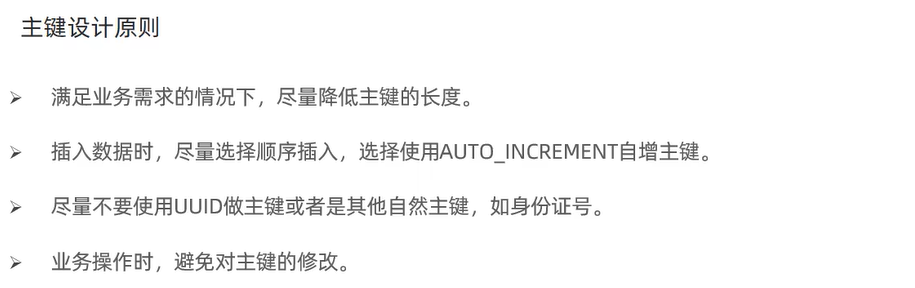 主键设计原则
➢ 满足业务需求的情况下，尽量降低主键的长度。
➢ 插入数据时，尽量选择顺序插入，选择使用AUTO_INCREMENT自增主键。
➢ 尽量不要使用UUID做主键或者是其他自然主键，如身份证号。
➢ 业务操作时，避免对主键的修改。